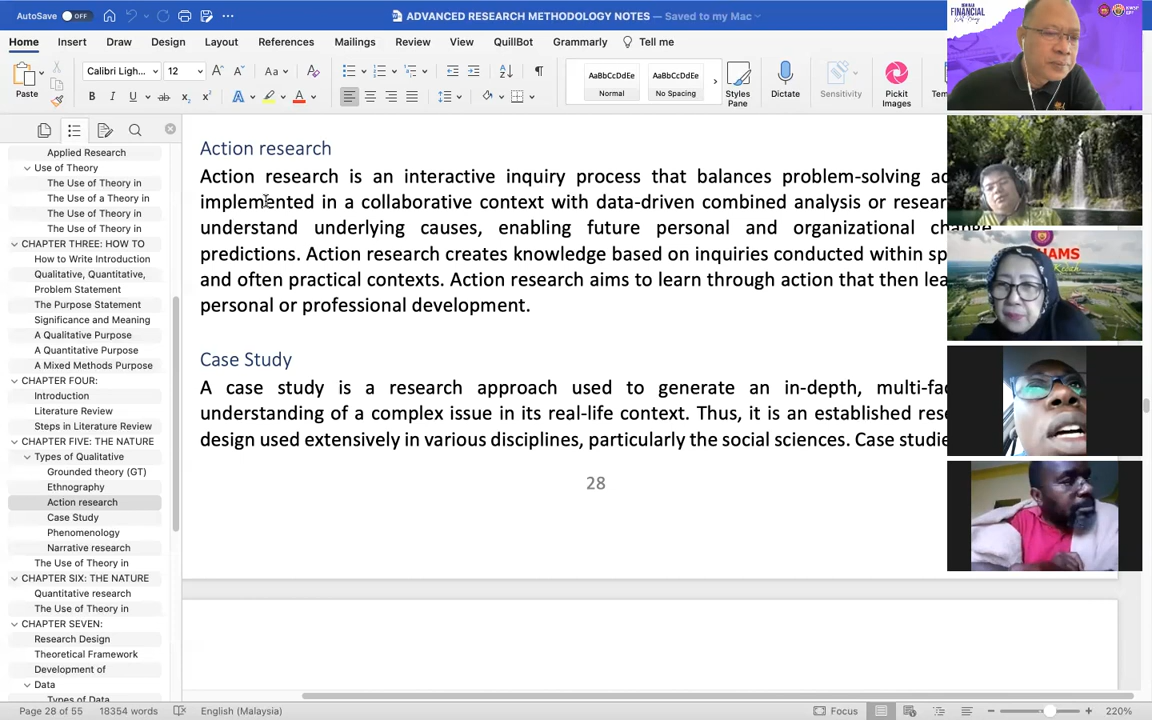 AutoSave OFF
ADVANCED RESEARCH METHODOLOGY NOTES — Saved to my Mac
FINANCIAL
Home Insert Draw Design Layout References Mailings Review View QuillBot Grammarly Tell me
Paste
Calibri Ligh... 12
AaBbCcDdEe
Normal
AaBbCcDdEe
No Spacing
Styles Pane
Dictate
Sensitivity
Pickit Images
Applied Research
Use of Theory
The Use of Theory in
The Use of a Theory in
The Use of Theory in
The Use of Theory in
CHAPTER THREE: HOW TO
How to Write Introduction
Qualitative, Quantitative,
Problem Statement
The Purpose Statement
Significance and Meaning
A Qualitative Purpose
A Quantitative Purpose
A Mixed Methods Purpose
CHAPTER FOUR:
Introduction
Literature Review
Steps in Literature Review
CHAPTER FIVE: THE NATURE
Types of Qualitative
Grounded theory (GT)
Ethnography
Action research
Case Study
Phenomenology
Narrative research
The Use of Theory in
CHAPTER SIX: THE NATURE
Quantitative research
The Use of Theory in
CHAPTER SEVEN:
Research Design
Theoretical Framework
Development of
Data
Types of Data
Action research
Action research is an interactive inquiry process that balances problem-solving
implemented in a collaborative context with data-driven combined analysis or
understand underlying causes, enabling future personal and organizational change
predictions. Action research creates knowledge based on inquiries conducted within
and often practical contexts. Action research aims to learn through action that then
personal or professional development.
Case Study
A case study is a research approach used to generate an in-depth,
understanding of a complex issue in its real-life context. Thus, it is an established
design used extensively in various disciplines, particularly the social sciences. Case
28
Page 28 of 55 18354 words English (Malaysia) Focus 220%